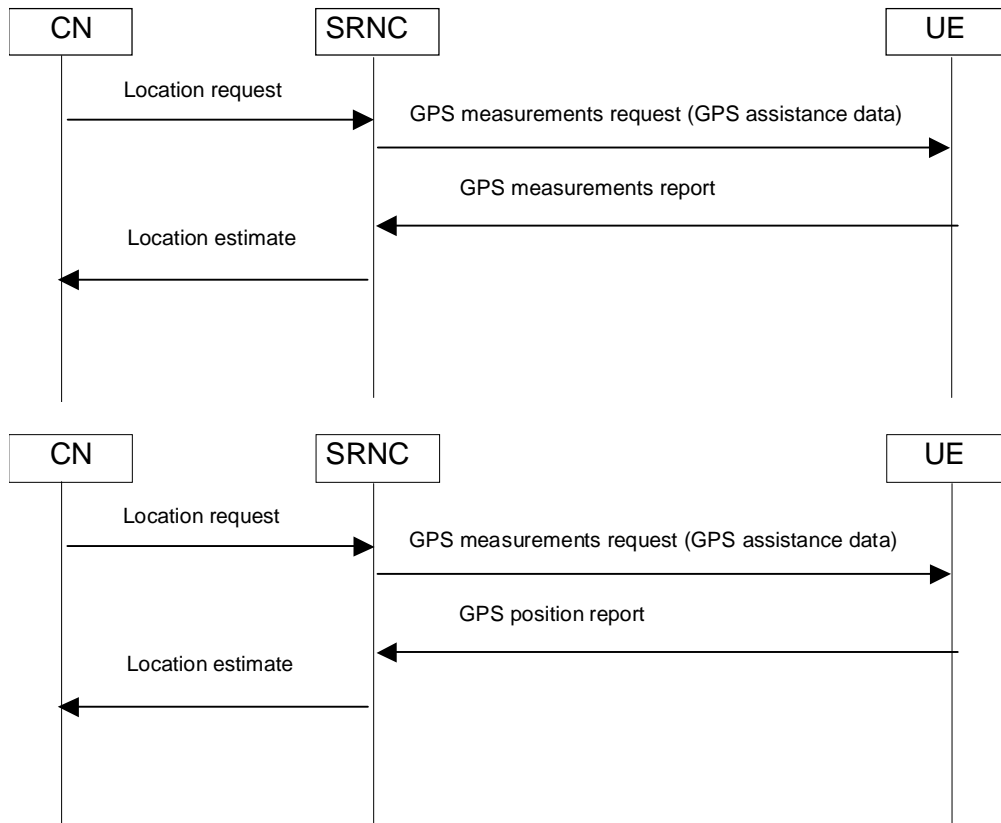 CN SRNC UE
Location request
GPS measurements request (GPS assistance data)
GPS measurements report
Location estimate
CN SRNC UE
Location request
GPS measurements request (GPS assistance data)
GPS position report
Location estimate